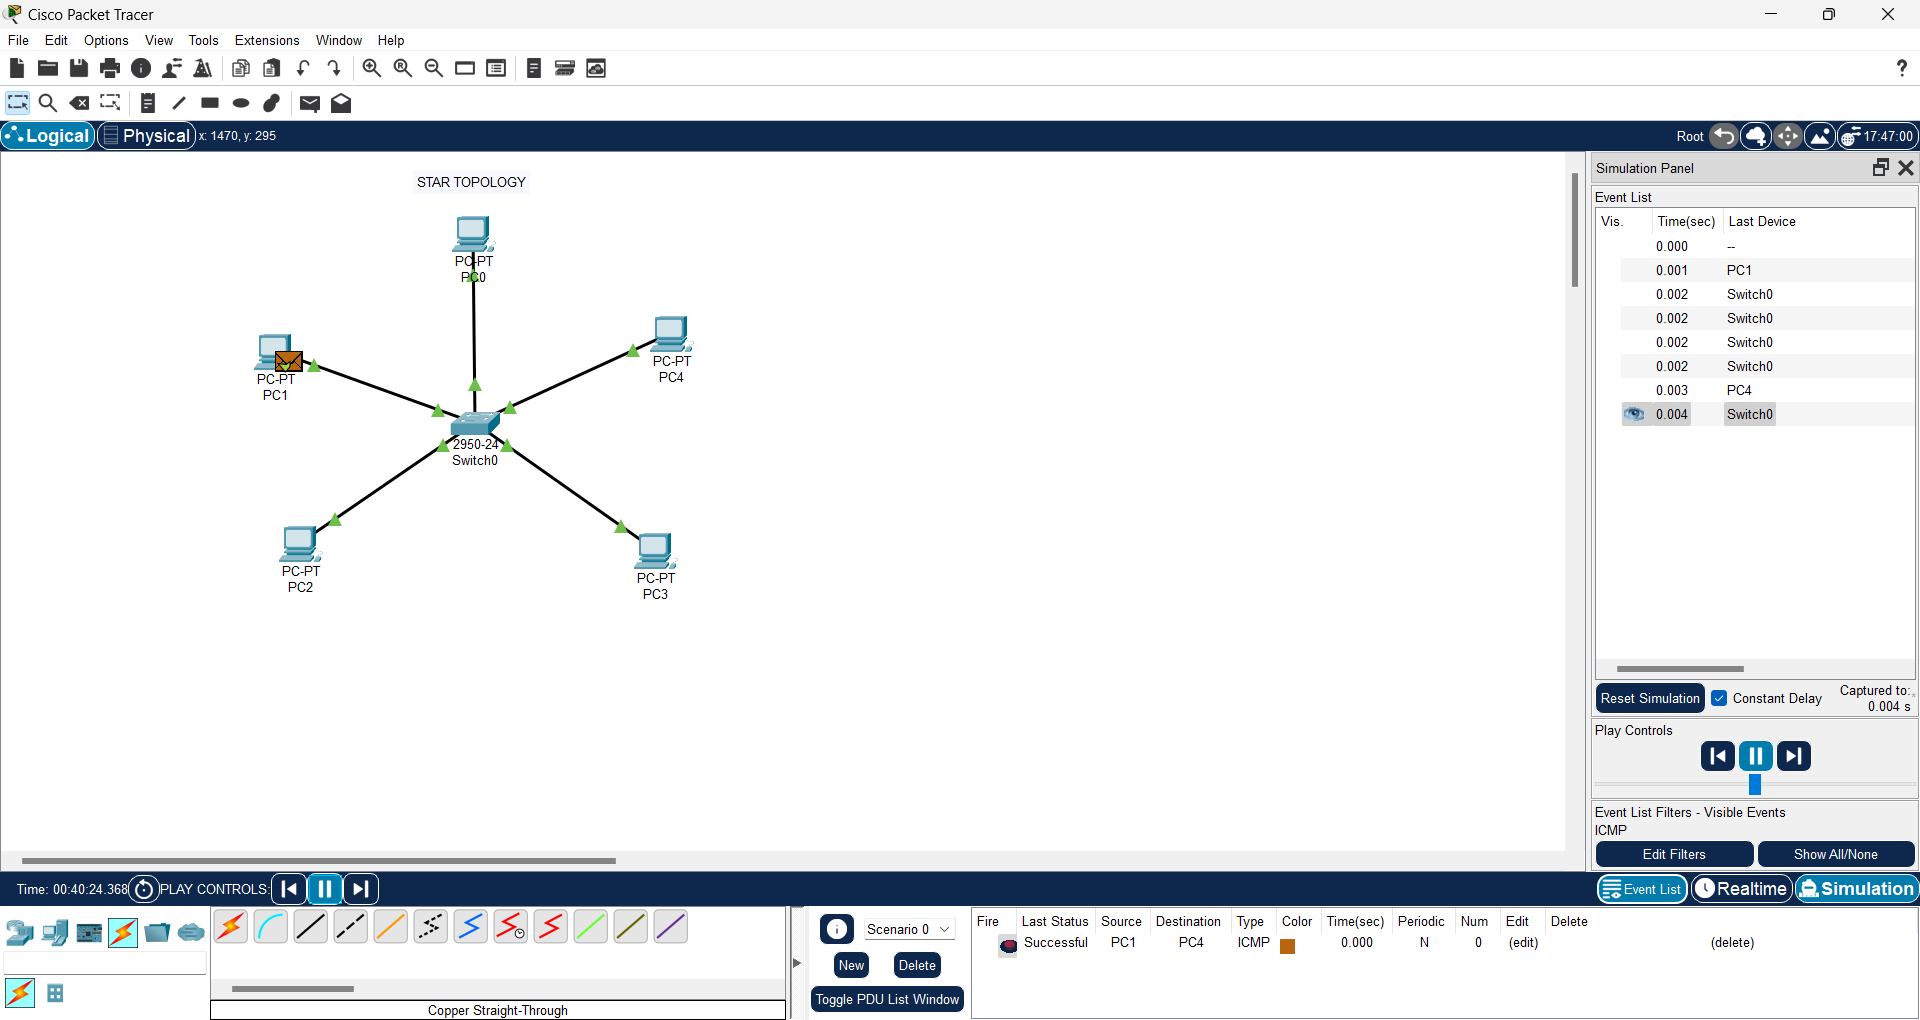 Cisco Packet Tracer
File Edit Options View Tools Extensions Window Help
Logical Physical x: 1470, y: 295 Root 17:47:00
STAR TOPOLOGY
PC-PT
PC0
PC-PT
PC4
PC-PT
PC1
2950-24
Switch0
PC-PT
PC2
PC-PT
PC3
Simulation Panel
Event List
Vis. Time(sec) Last Device
0.000 --
0.001 PC1
0.002 Switch0
0.002 Switch0
0.002 Switch0
0.002 Switch0
0.003 PC4
0.004 Switch0
Reset Simulation Constant Delay Captured to:
0.004 s
Play Controls
Event List Filters - Visible Events
ICMP
Edit Filters Show All/None
Time: 00:40:24.368 PLAY CONTROLS: Event List Realtime Simulation
Copper Straight-Through
Scenario 0
New Delete
Toggle PDU List Window
Fire Last Status Source Destination Type Color Time(sec) Periodic Num Edit Delete
Successful PC1 PC4 ICMP 0.000 N 0 (edit) (delete)